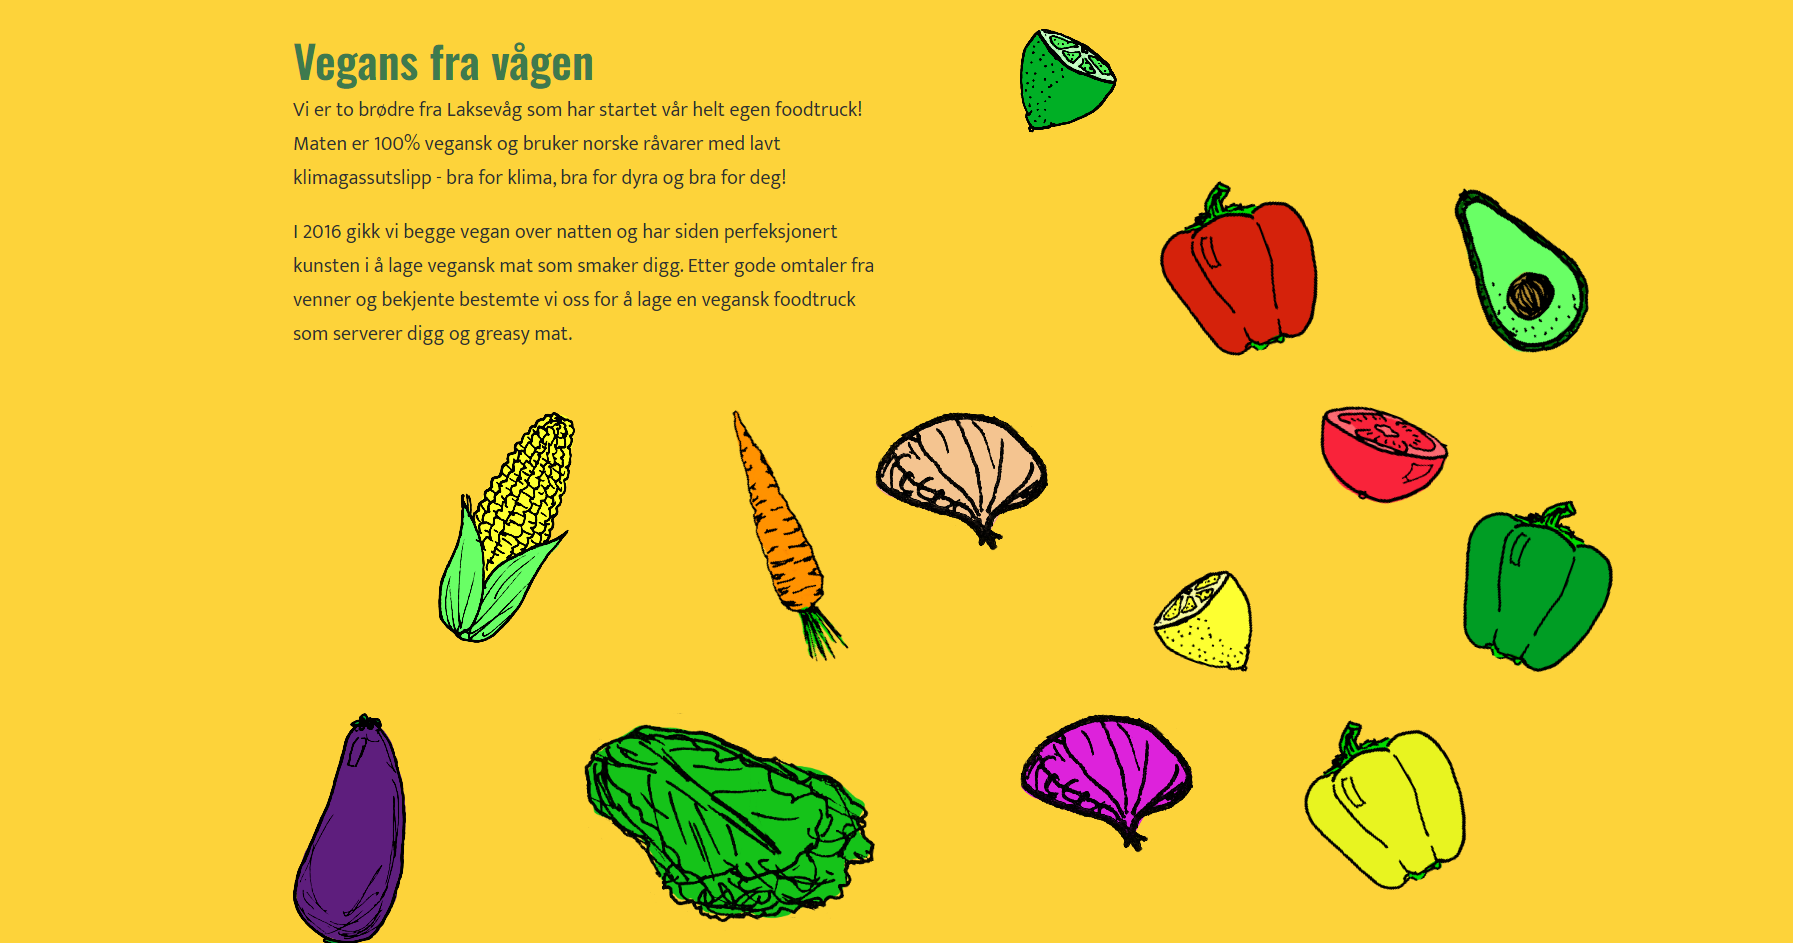 Vegans fra vågen
Vi er to brødre fra Laksevåg som har startet vår helt egen foodtruck!
Maten er 100% vegansk og bruker norske råvarer med lavt
klimagassutslipp - bra for klima, bra for dyra og bra for deg!
I 2016 gikk vi begge vegan over natten og har siden perfeksjonert
kunsten i å lage vegansk mat som smaker digg. Etter gode omtaler fra
venner og bekjente bestemte vi oss for å lage en vegansk foodtruck
som serverer digg og greasy mat.